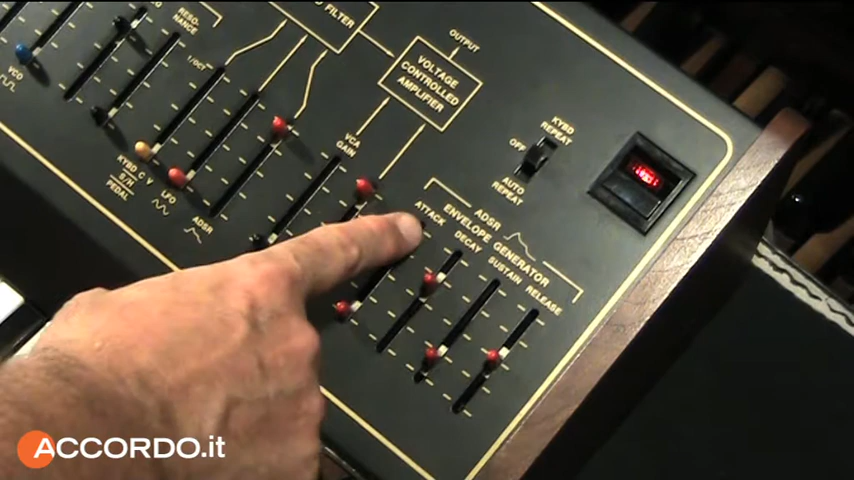 RESO-
NANCE
1/OCT
D FILTER
OUTPUT
VOLTAGE
CONTROLLED
AMPLIFIER
VCA
GAIN
VCO
KYBD. C V
S/H
PEDAL
LFO
ADSR
OFF
KYBD
REPEAT
AUTO
REPEAT
ADSR
ENVELOPE GENERATOR
ATTACK
DECAY
SUSTAIN
RELEASE
ACCORDO.it